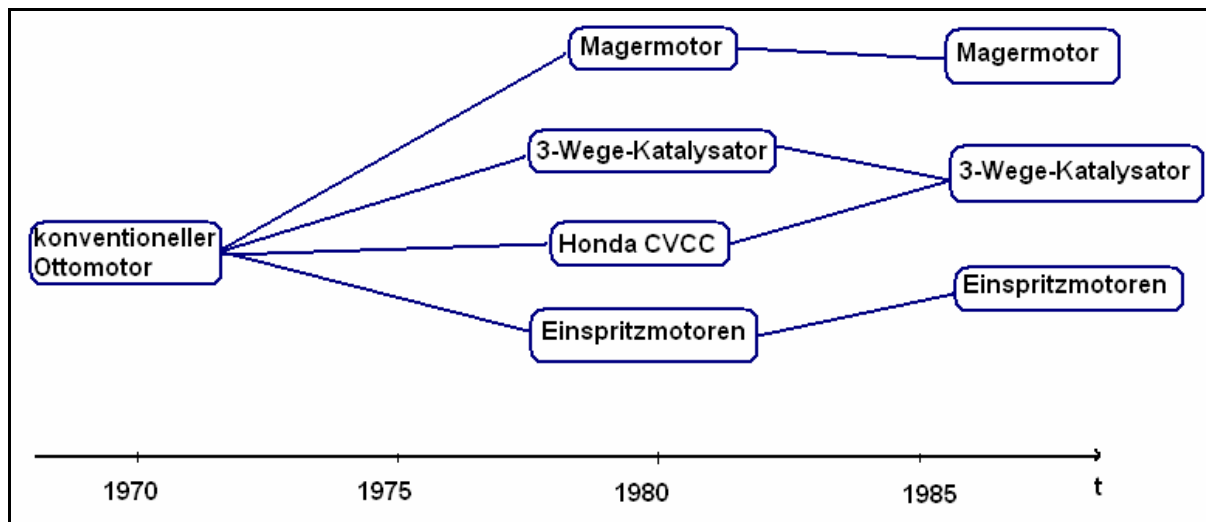 Magermotor
Magermotor
3-Wege-Katalysator
3-Wege-Katalysator
konventioneller
Ottomotor
Honda CVCC
Einspritzmotoren
Einspritzmotoren
1970
1975
1980
1985
t